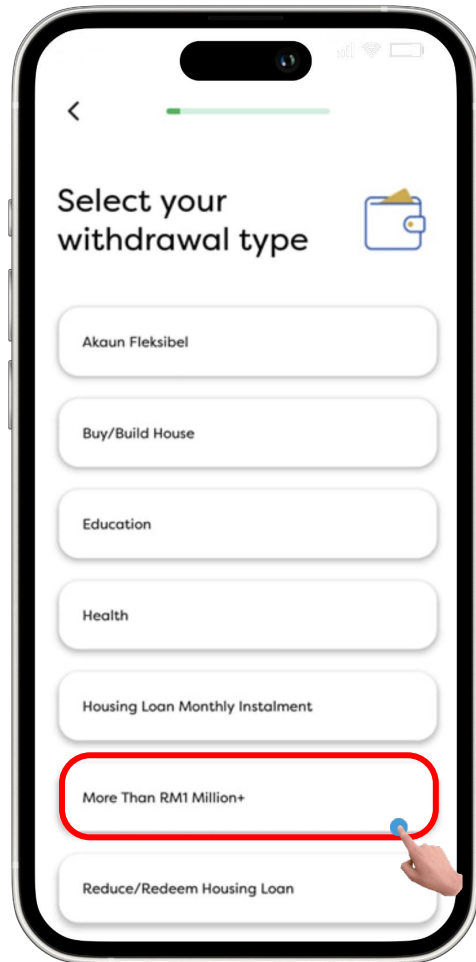 Select your
withdrawal type
Akaun Fleksibel
Buy/Build House
Education
Health
Housing Loan Monthly Instalment
More Than RM1 Million+
Reduce/Redeem Housing Loan